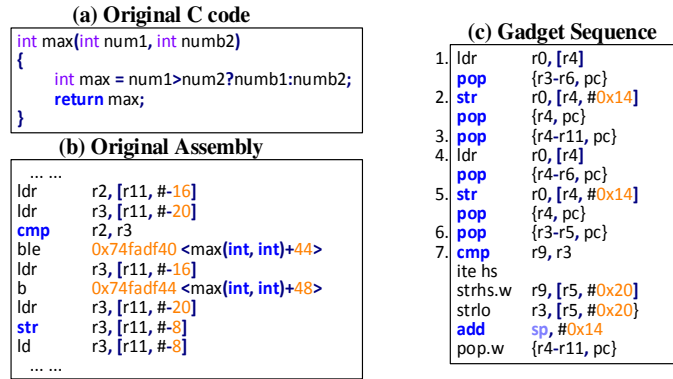 (a) Original C code
int max(int num1, int numb2)
{
int max = num1>num2?numb1:numb2;
return max;
}
(b) Original Assembly
... ...
ldr r2, [r11, #-16]
ldr r3, [r11, #-20]
cmp r2, r3
ble 0x74fadf40 <max(int, int)+44>
ldr r3, [r11, #-16]
b 0x74fadf44 <max(int, int)+48>
ldr r3, [r11, #-20]
str r3, [r11, #-8]
ld r3, [r11, #-8]
... ...
(c) Gadget Sequence
1. ldr r0, [r4]
pop {r3-r6, pc}
2. str r0, [r4, #0x14]
pop {r4, pc}
3. pop {r4-r11, pc}
4. ldr r0, [r4]
pop {r4-r6, pc}
5. str r0, [r4, #0x14]
pop {r4, pc}
6. pop {r3-r5, pc}
7. cmp r9, r3
ite hs
strhs.w r9, [r5, #0x20]
strlo r3, [r5, #0x20}
add sp, #0x14
pop.w {r4-r11, pc}